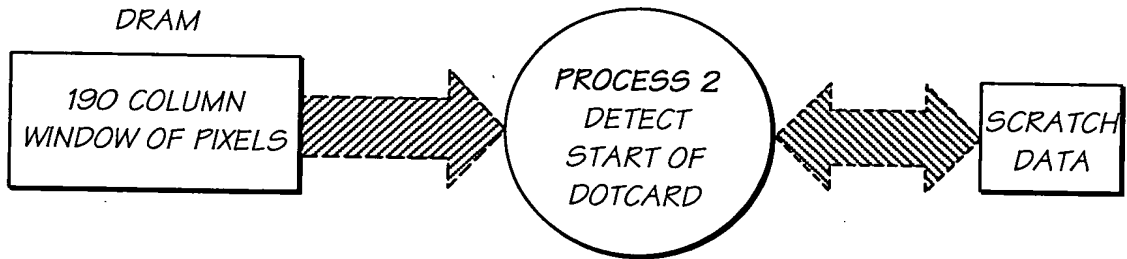 DRAM
190 COLUMN
WINDOW OF PIXELS
PROCESS 2
DETECT
START OF
DOTCARD
SCRATCH
DATA